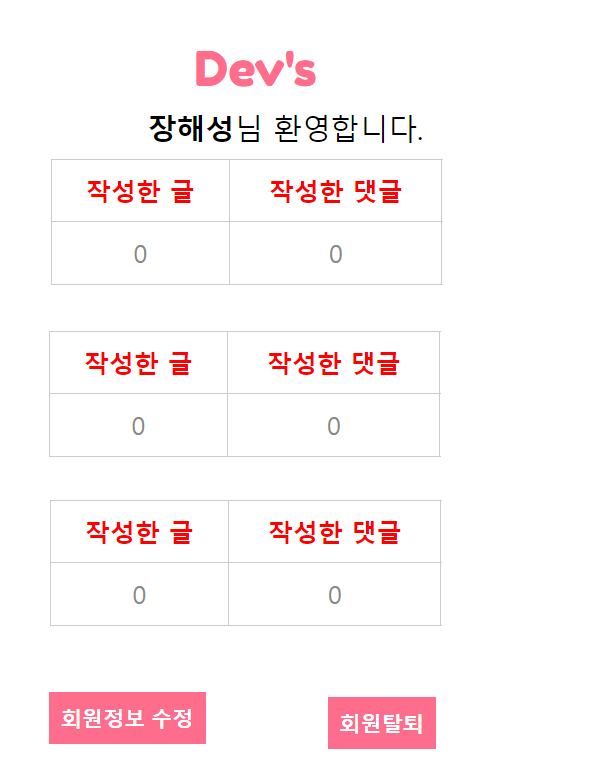 Dev's
장해성님 환영합니다.
작성한 글 작성한 댓글
0 0
작성한 글 작성한 댓글
0 0
작성한 글 작성한 댓글
0 0
회원정보 수정 회원탈퇴